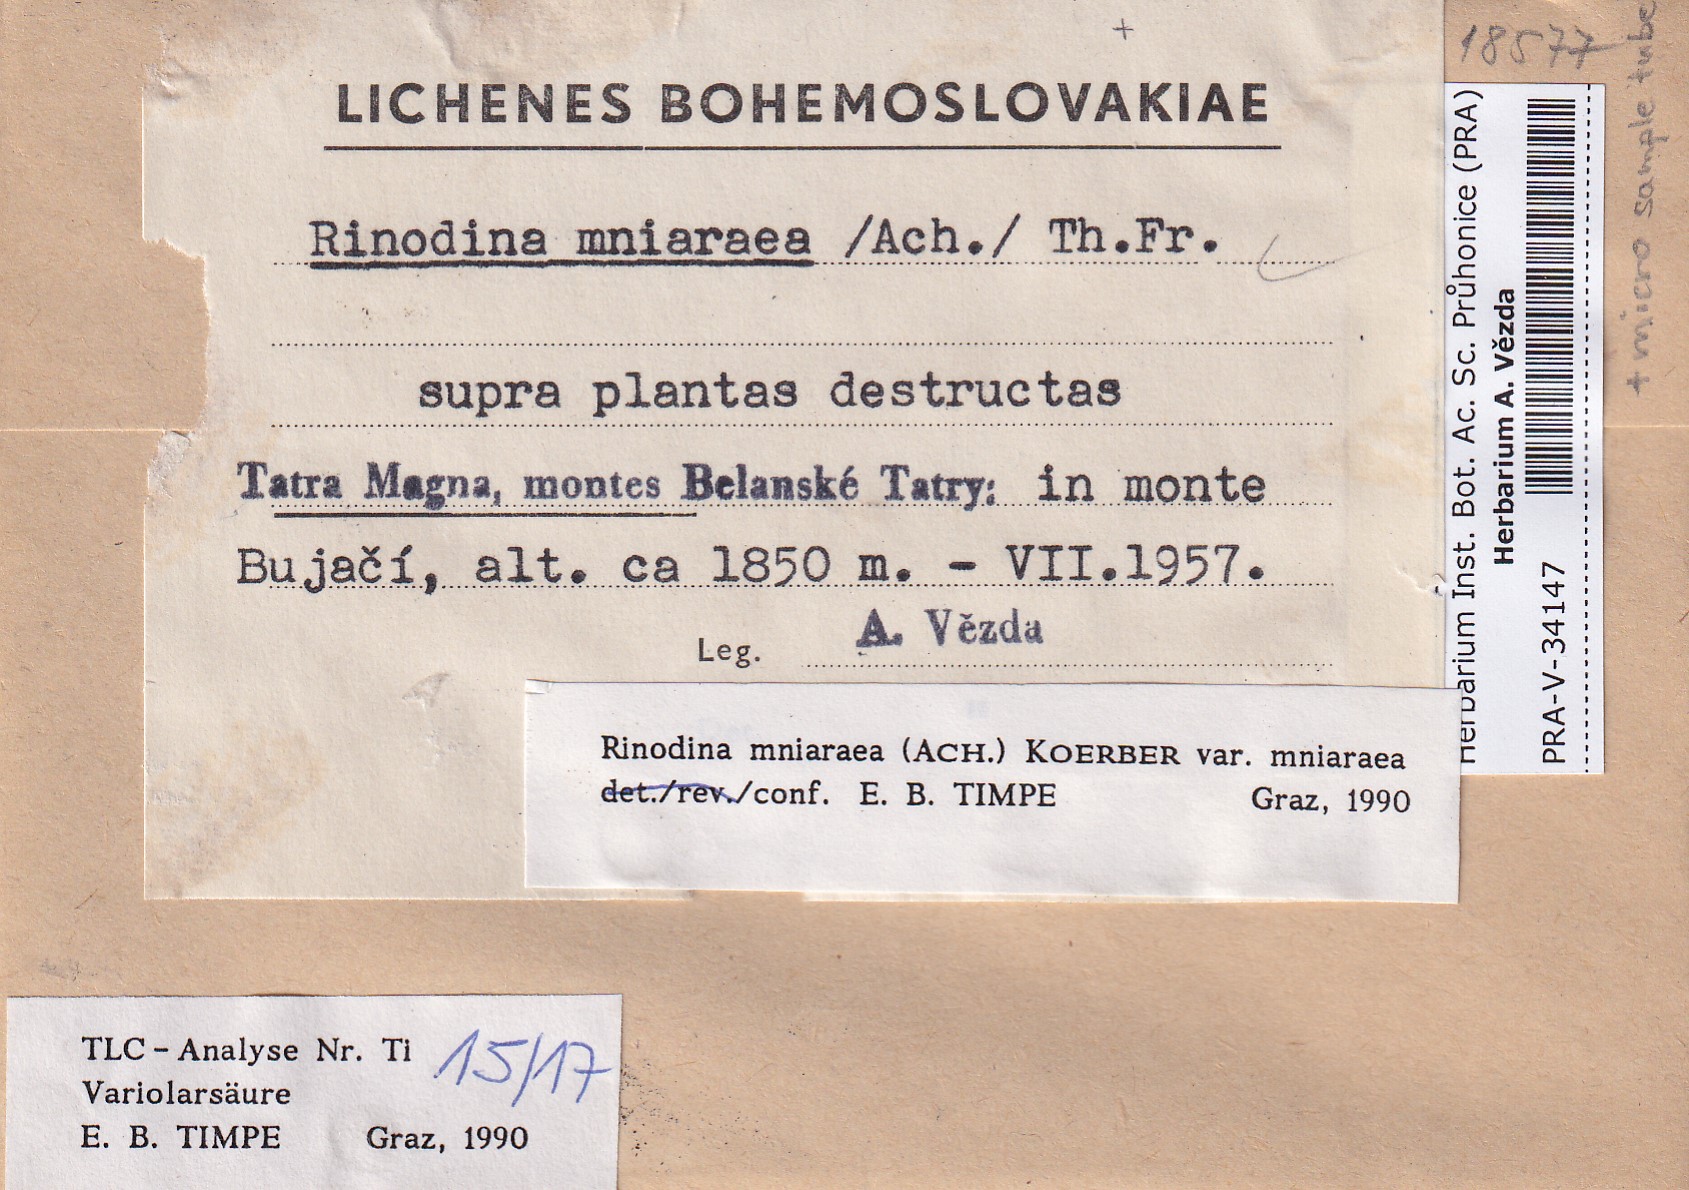 +
LICHENES BOHEMOSLOVAKIAE
Rinodina mniaraea /Ach./ Th.Fr.
supra plantas destructas
Tatra Magna, montes Belanské Tatry: in monte
Bujačí, alt. ca 1850 m. - VII.1957.
Leg. A. Vězda
Rinodina mniaraea (ACH.) KOERBER var. mniaraea
det./rev./conf. E. B. TIMPE Graz, 1990
TLC-Analyse Nr. Ti 15/17
Variolarsäure
E. B. TIMPE Graz, 1990
18577
Herbarium Inst. Bot. Ac. Sc. Průhonice (PRA)
Herbarium A. Vězda
PRA-V-34147
+ micro sample tube